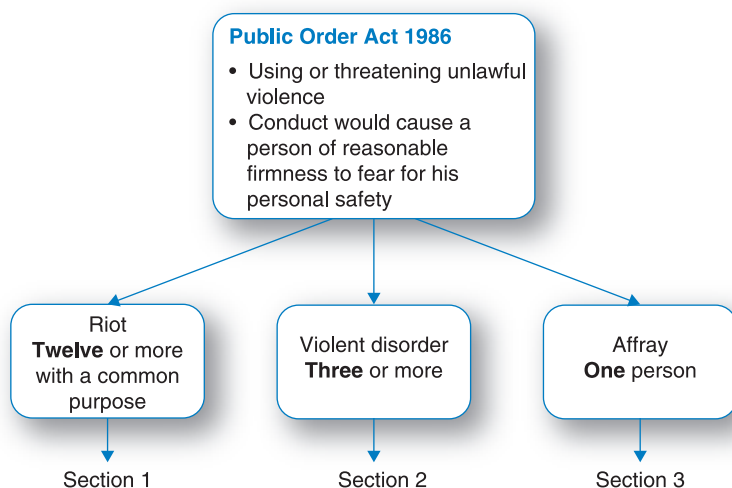 Public Order Act 1986
• Using or threatening unlawful
violence
• Conduct would cause a
person of reasonable
firmness to fear for his
personal safety
Riot
Twelve or more
with a common
purpose
Violent disorder
Three or more
Affray
One person
Section 1
Section 2
Section 3